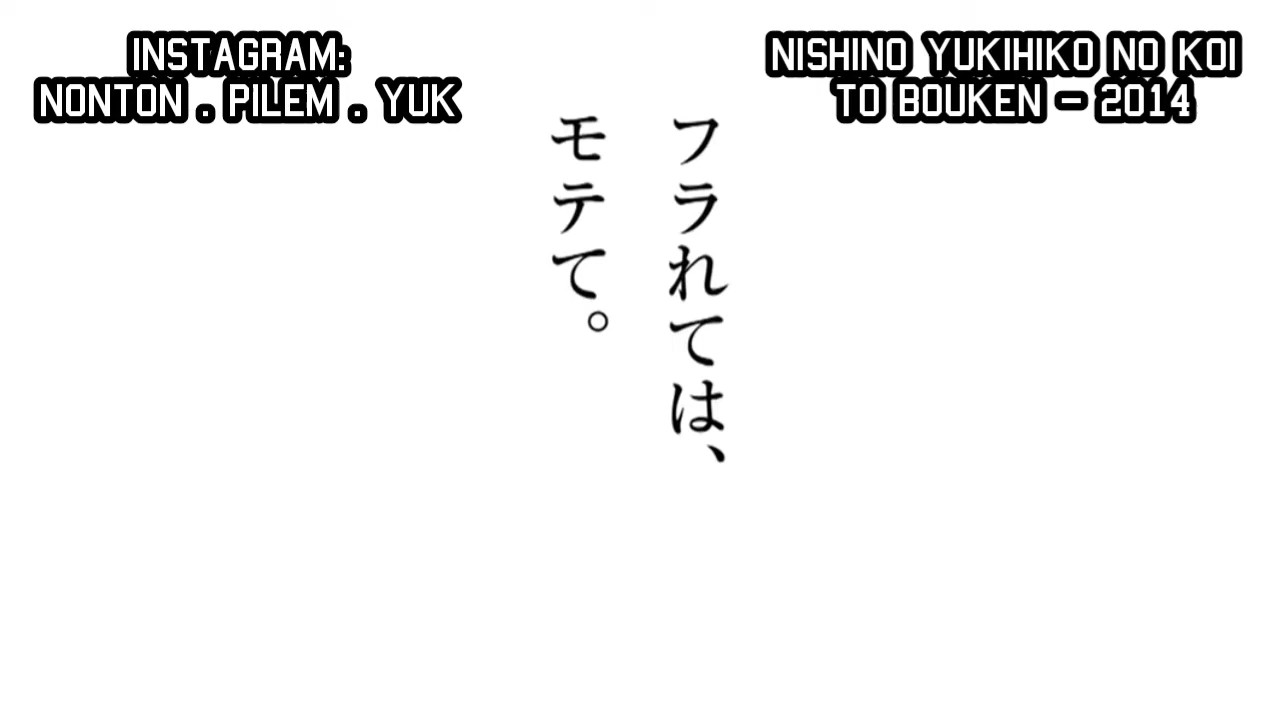 INSTAGRAM:
NONTON . PILEM . YUK
NISHINO YUKIHIKO NO KOI
TO BOUKEN - 2014
フラれては、
モテて。